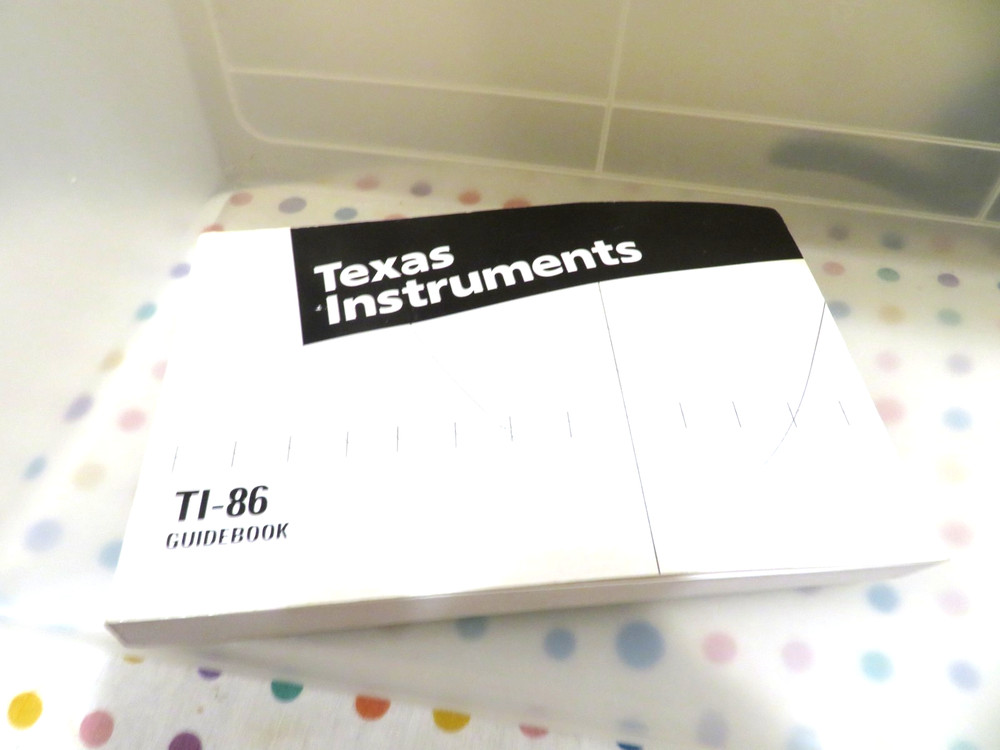 Texas
Instruments
TI-86
GUIDEBOOK